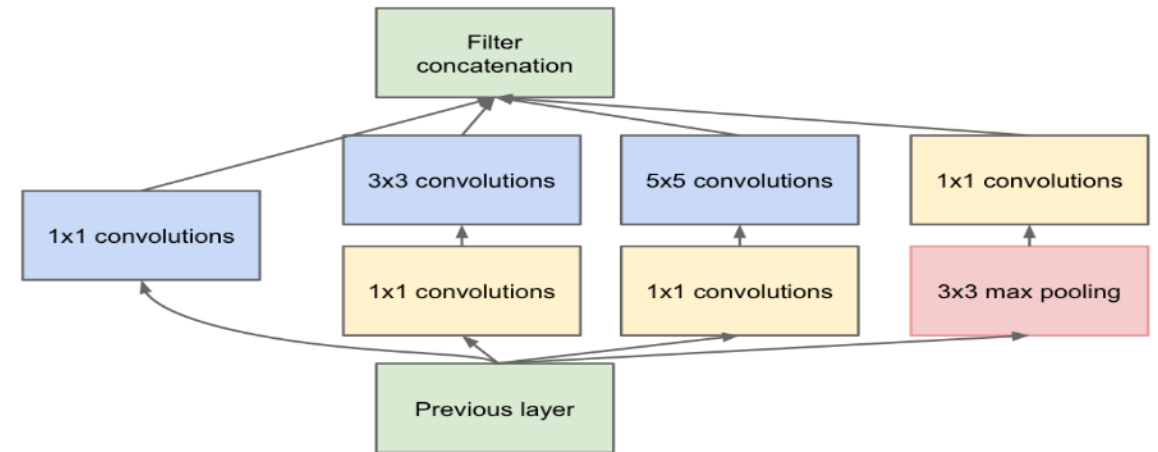 Filter
concatenation
3x3 convolutions
5x5 convolutions
1x1 convolutions
1x1 convolutions
1x1 convolutions
1x1 convolutions
3x3 max pooling
Previous layer